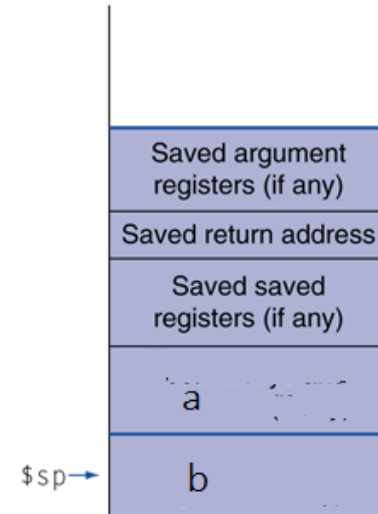 Saved argument
registers (if any)
Saved return address
Saved saved
registers (if any)
a
$sp
b